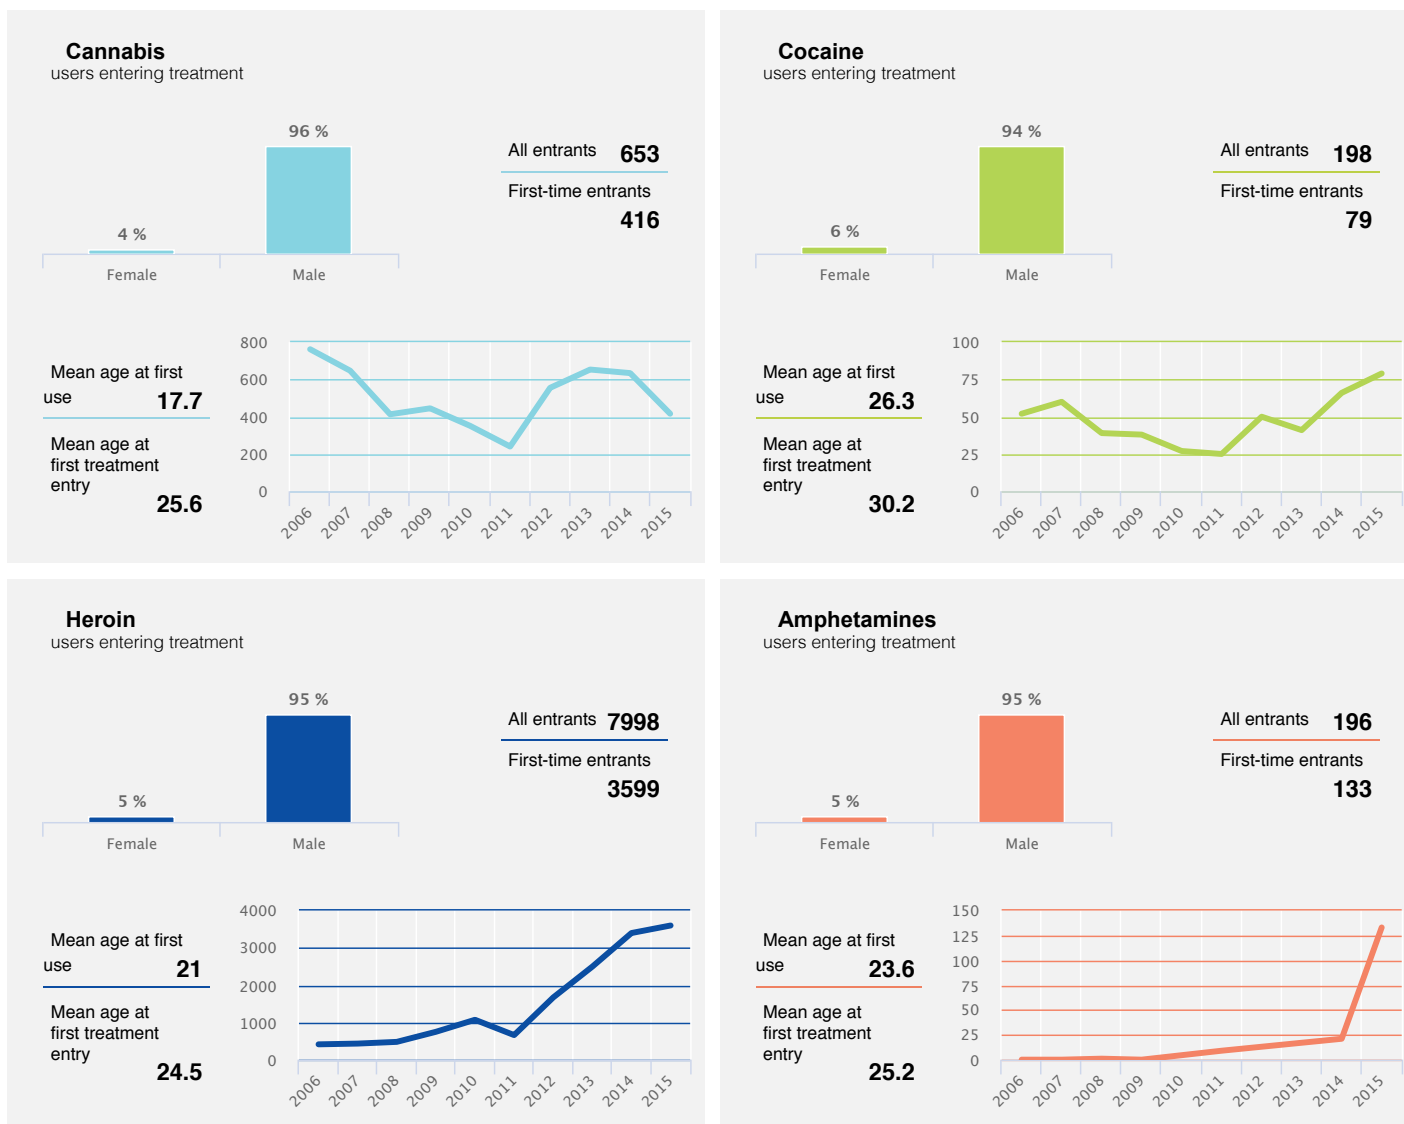 Cannabis
users entering treatment
96 %
4 %
Female
Male
All entrants 653
First-time entrants
416
Mean age at first
use 17.7
Mean age at
first treatment
entry
25.6
800
600
400
200
0
2006 2007 2008 2009 2010 2011 2012 2013 2014 2015
Cocaine
users entering treatment
94 %
6 %
Female
Male
All entrants 198
First-time entrants
79
Mean age at first
use 26.3
Mean age at
first treatment
entry
30.2
100
75
50
25
0
2006 2007 2008 2009 2010 2011 2012 2013 2014 2015
Heroin
users entering treatment
95 %
5 %
Female
Male
All entrants 7998
First-time entrants
3599
Mean age at first
use 21
Mean age at
first treatment
entry
24.5
4000
3000
2000
1000
0
2006 2007 2008 2009 2010 2011 2012 2013 2014 2015
Amphetamines
users entering treatment
95 %
5 %
Female
Male
All entrants 196
First-time entrants
133
Mean age at first
use 23.6
Mean age at
first treatment
entry
25.2
150
125
100
75
50
25
0
2006 2007 2008 2009 2010 2011 2012 2013 2014 2015